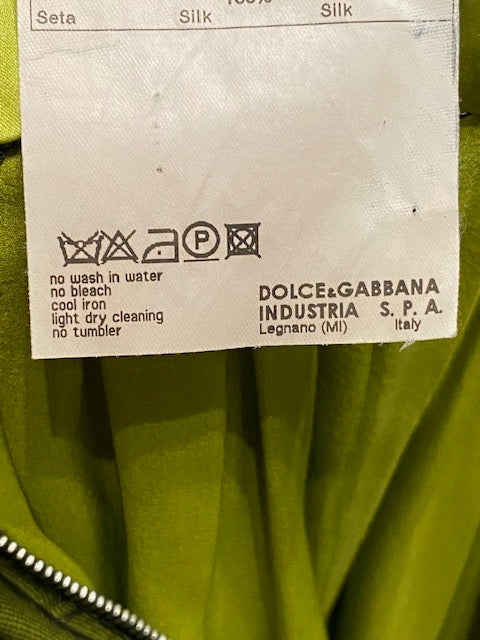 100%
Seta Silk Silk
P
no wash in water
no bleach
cool iron
light dry cleaning
no tumbler
DOLCE&GABBANA
INDUSTRIA S. P. A.
Legnano (MI) Italy